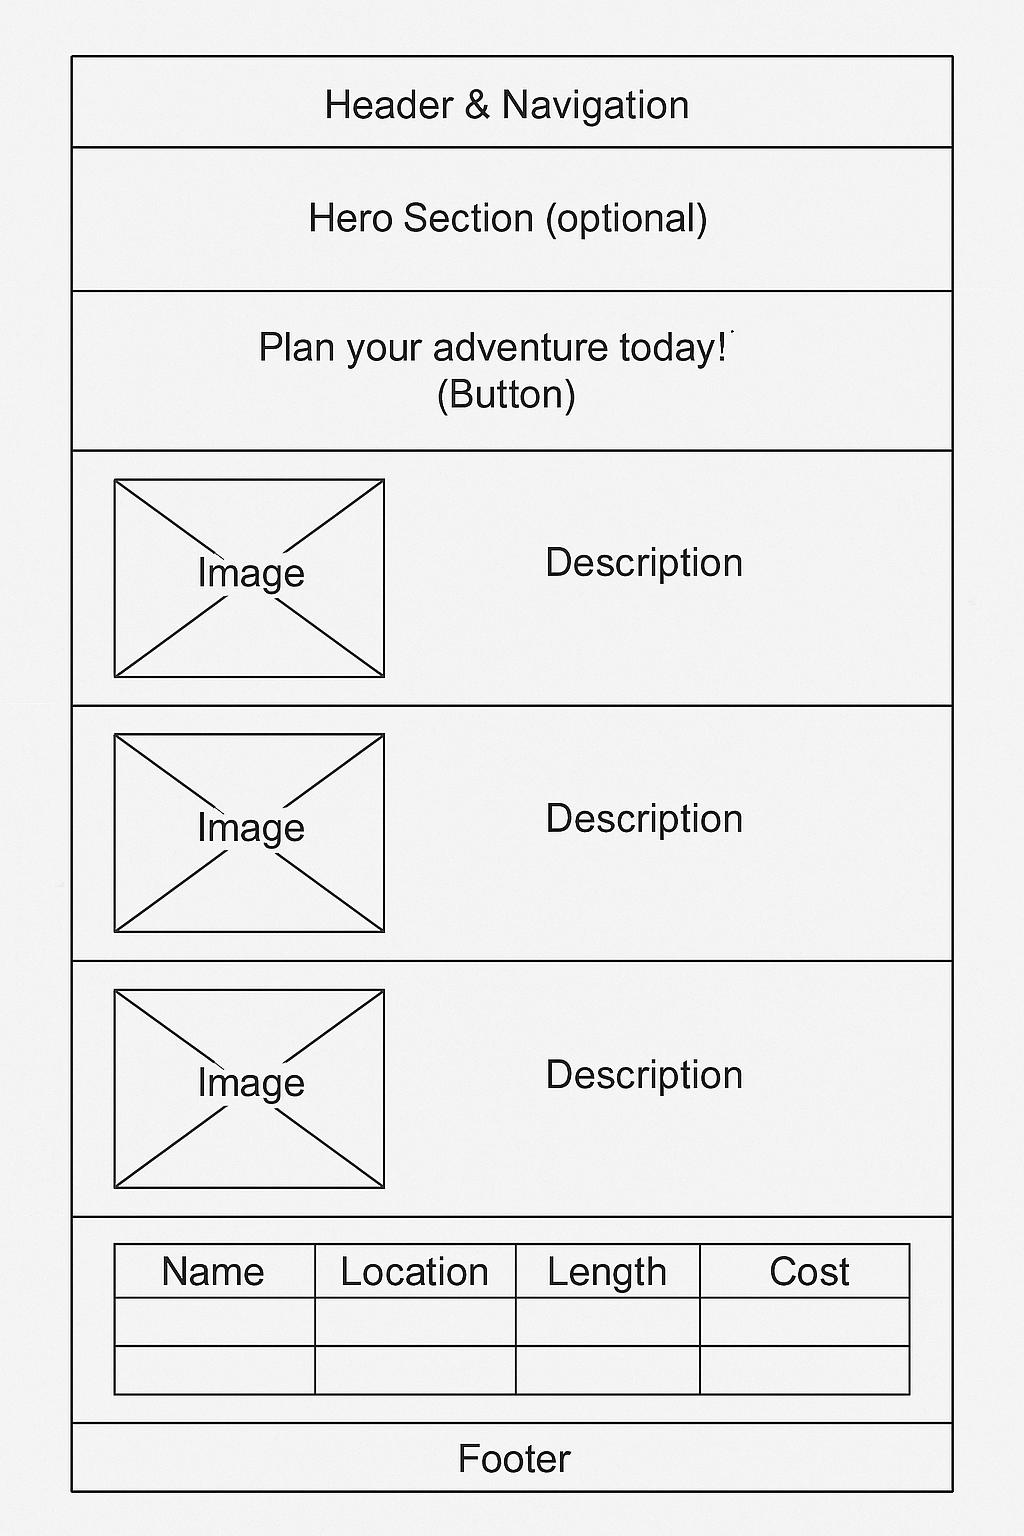 Header & Navigation
Hero Section (optional)
Plan your adventure today!
(Button)
Image
Description
Image
Description
Image
Description
Name Location Length Cost
Footer